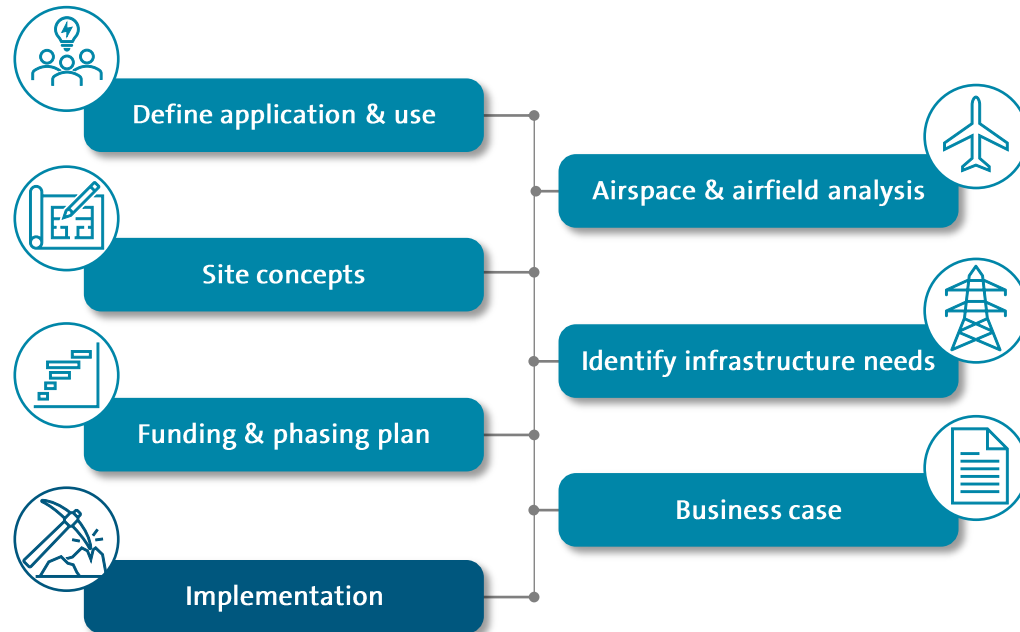 Define application & use
Airspace & airfield analysis
Site concepts
Identify infrastructure needs
Funding & phasing plan
Business case
Implementation